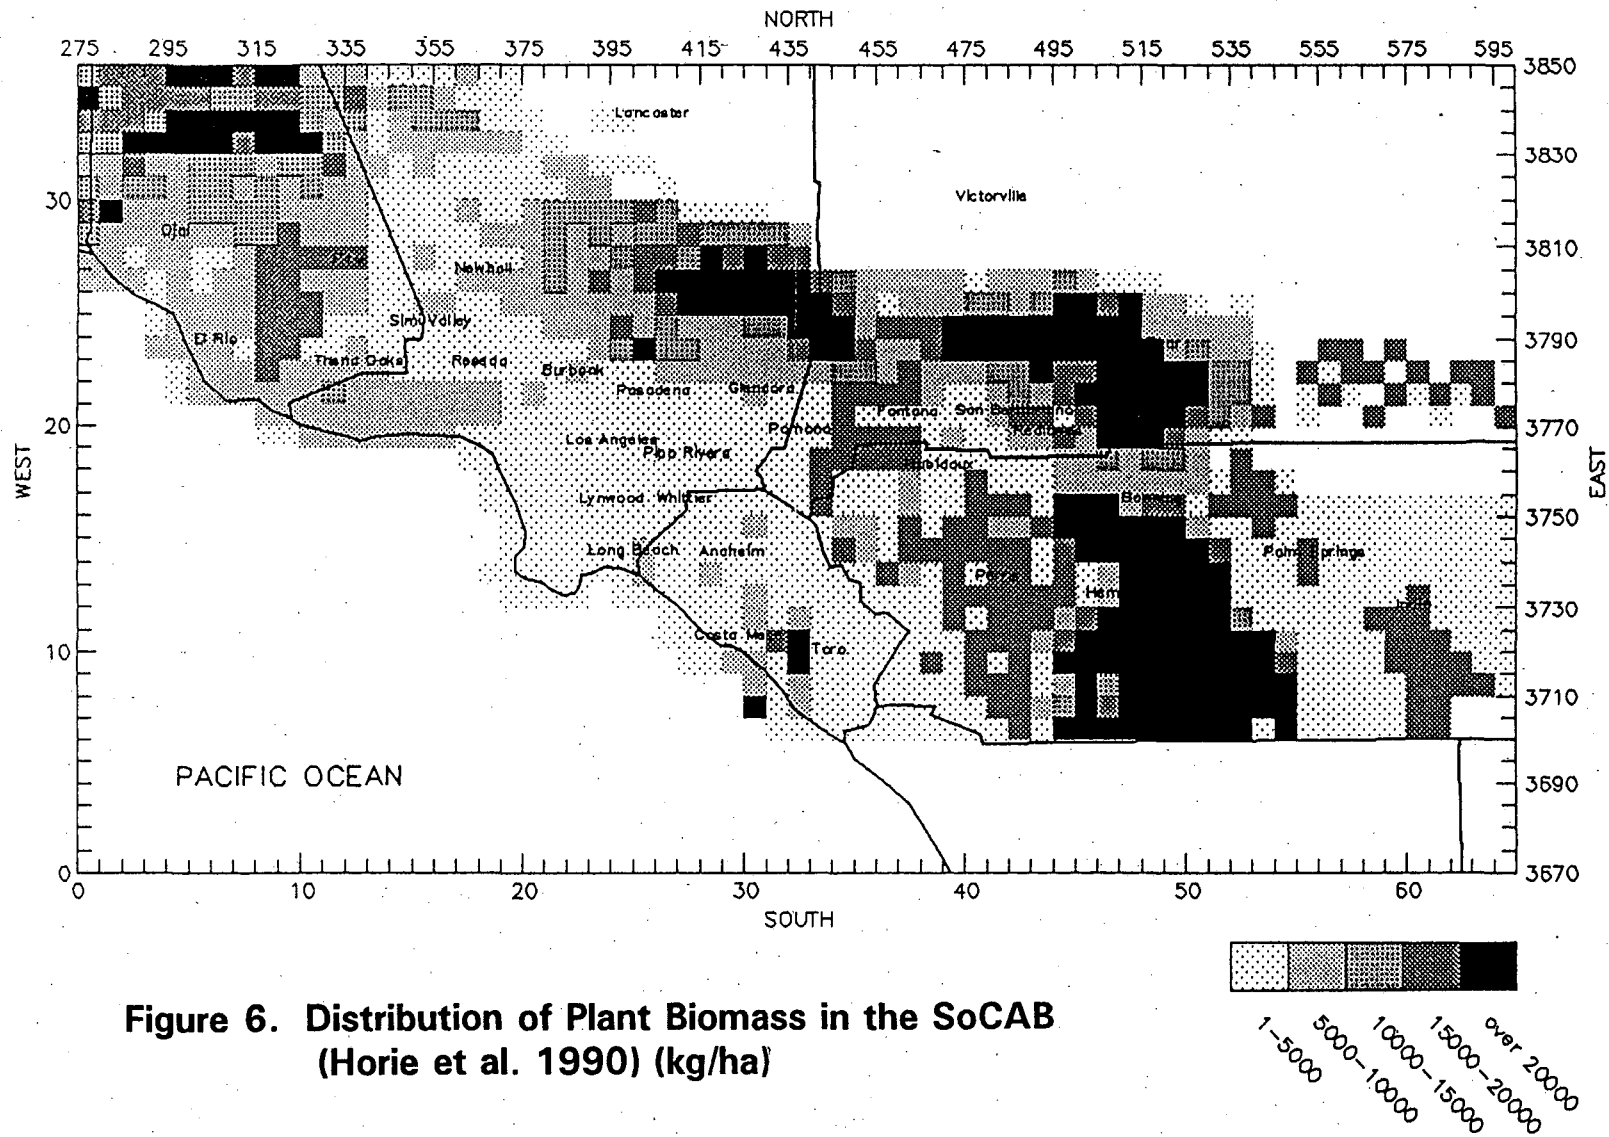 NORTH
275 295 315 335 355 375 395 415 435 455 475 495 515 535 555 575 595
3850
Lancaster
3830
Victorville
30
Ojai
3810
Newhall
Simi Valley
3790
El Rio
Thsnd Oaks Reseda
Burbank
Pasadena Glendora
Fontana San Bernardino
20
Pomona Redlands
3770
Los Angeles
Pico Rivera
WEST
Rubidoux
EAST
Lynwood Whittier
Banning
3750
Long Beach Anaheim
Palm Springs
Perris
Hem
3730
Costa Mesa
Toro
10
3710
PACIFIC OCEAN
3690
0
3670
0 10 20 30 40 50 60
SOUTH
1-5000
5000-10000
10000-15000
15000-20000
over 20000
Figure 6. Distribution of Plant Biomass in the SoCAB
(Horie et al. 1990) (kg/ha)